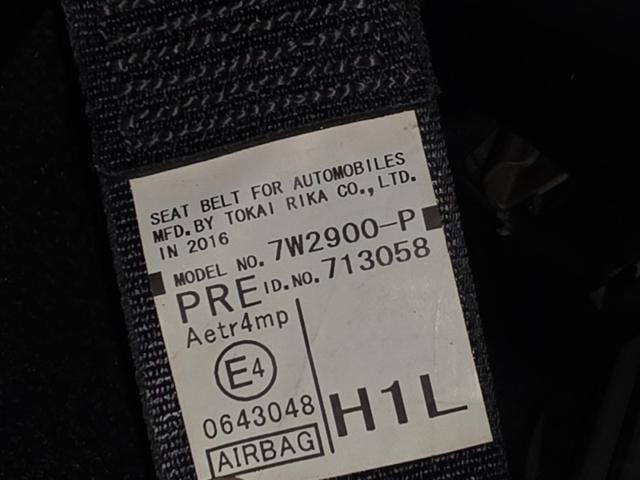 SEAT BELT FOR AUTOMOBILES
MFD.BY TOKAI RIKA CO.,LTD.
IN 2016
MODEL NO.7W2900-P
PRE ID.NO.713058
Aetr4mp
E4
0643048
AIRBAG
H1L